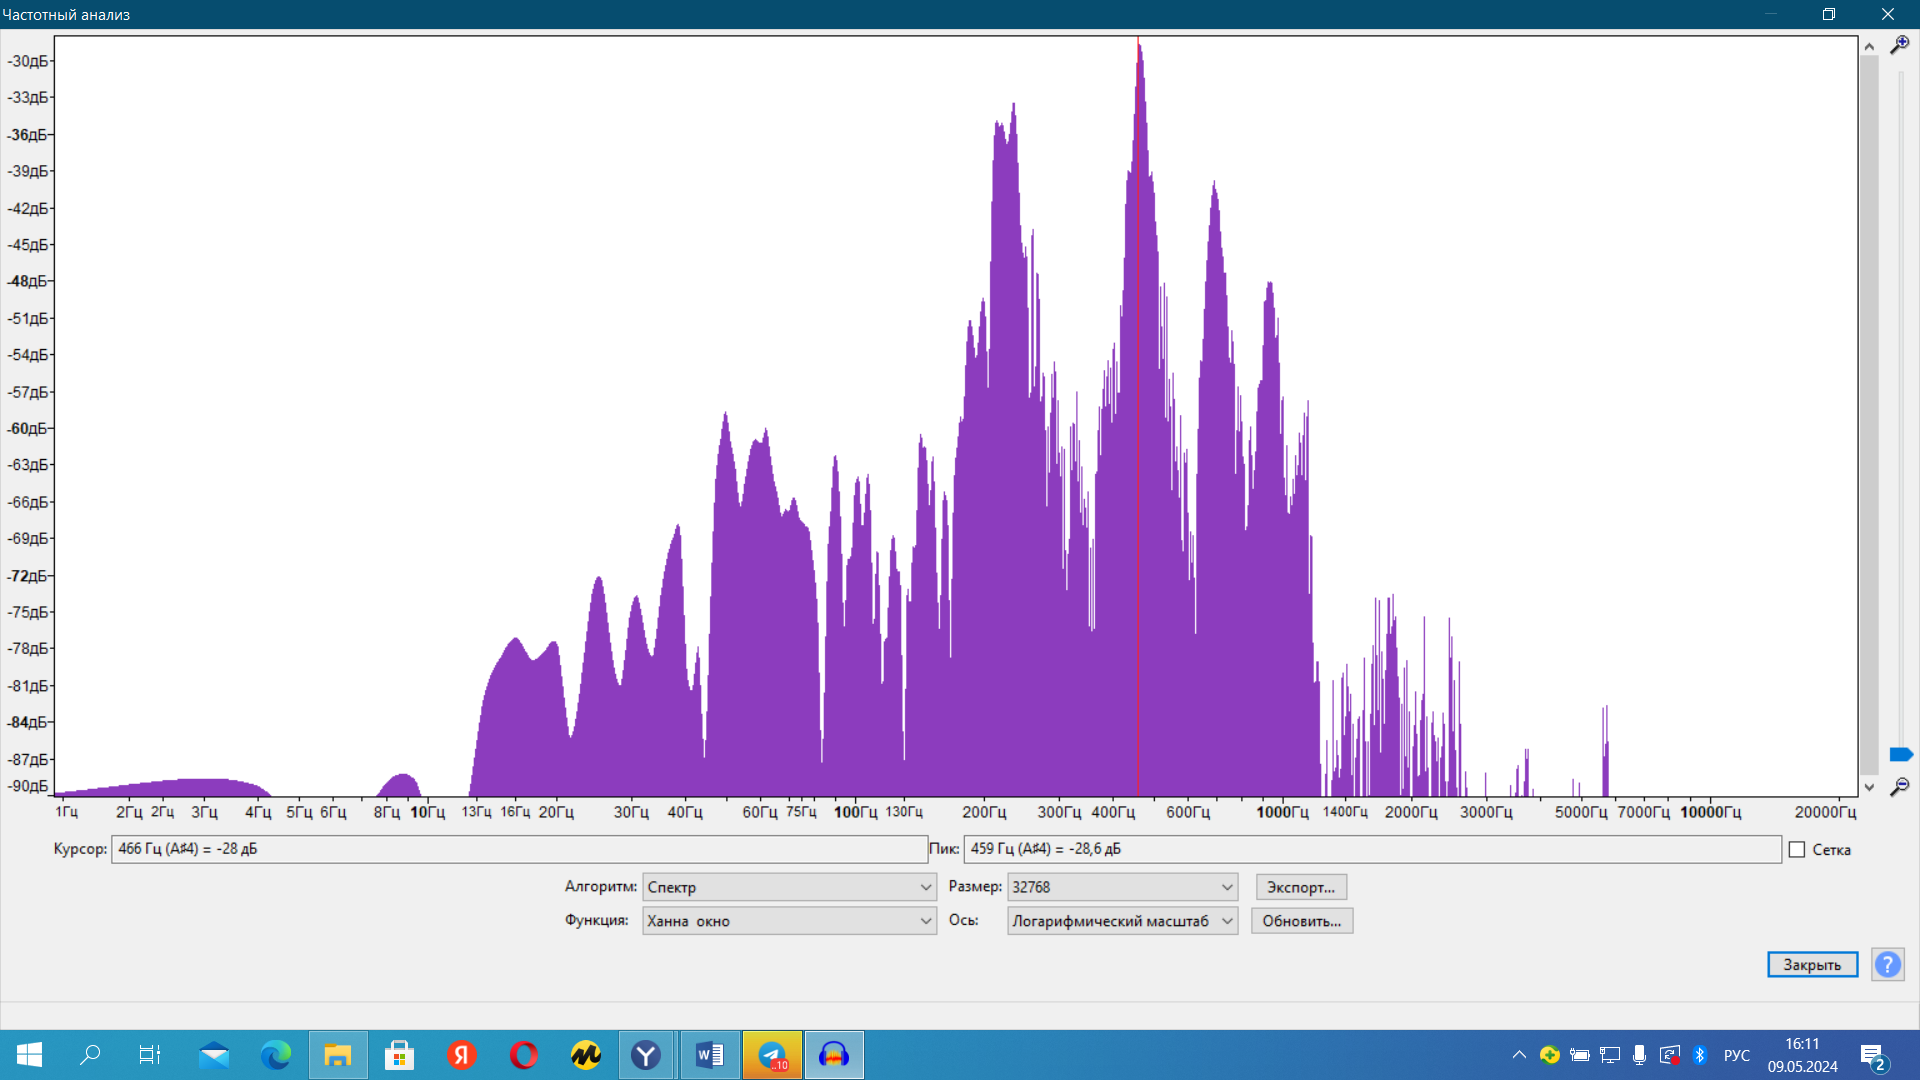 Частотный анализ
-30дБ
-33дБ
-36дБ
-39дБ
-42дБ
-45дБ
-48дБ
-51дБ
-54дБ
-57дБ
-60дБ
-63дБ
-66дБ
-69дБ
-72дБ
-75дБ
-78дБ
-81дБ
-84дБ
-87дБ
-90дБ
1Гц 2Гц 2Гц 3Гц 4Гц 5Гц 6Гц 8Гц 10Гц 13Гц 16Гц 20Гц 30Гц 40Гц 60Гц 75Гц 100Гц 130Гц 200Гц 300Гц 400Гц 600Гц 1000Гц 1400Гц 2000Гц 3000Гц 5000Гц 7000Гц 10000Гц 20000Гц
Курсор: 466 Гц (A♯4) = -28 дБ Пик: 459 Гц (A♯4) = -28,6 дБ Сетка
Алгоритм: Спектр Размер: 32768 Экспорт...
Функция: Ханна окно Ось: Логарифмический масштаб Обновить...
Закрыть ?
Я Y W ..10 РУС 16:11
09.05.2024 2